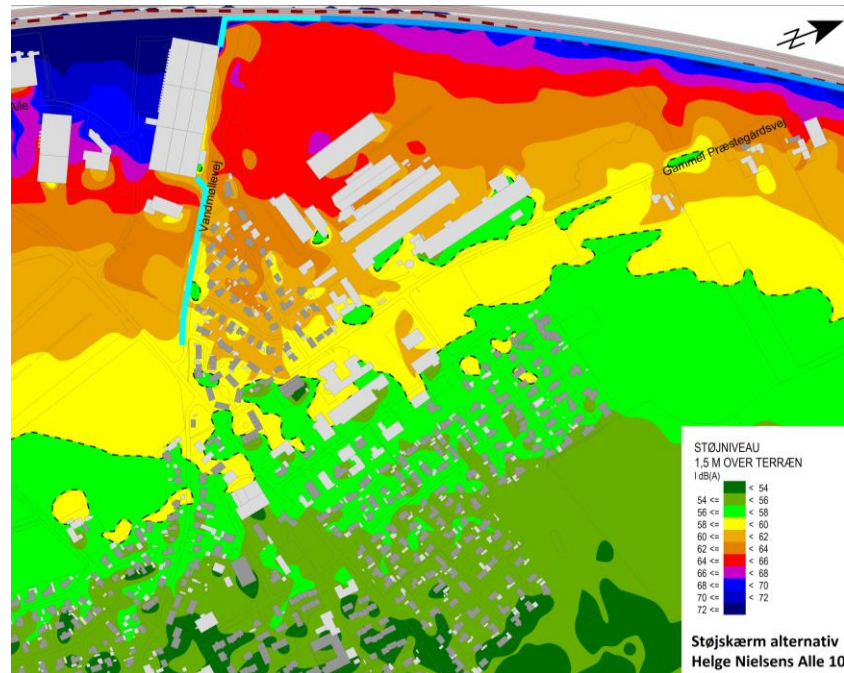 N
Alle
Vandmøllevej
Gammel Præstegårdsvej
STØJNIVEAU
1,5 M OVER TERRÆN
I dB(A)
< 54
54 <= < 56
56 <= < 58
58 <= < 60
60 <= < 62
62 <= < 64
64 <= < 66
66 <= < 68
68 <= < 70
70 <= < 72
72 <=
Støjskærm alternativ
Helge Nielsens Alle 10